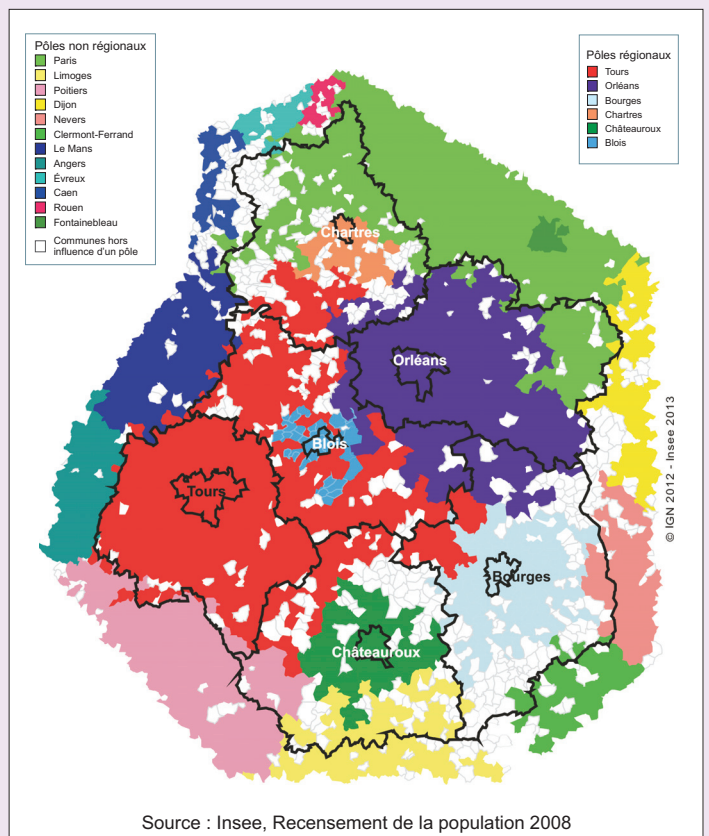 Pôles non régionaux
Paris
Limoges
Poitiers
Dijon
Nevers
Clermont-Ferrand
Le Mans
Angers
Évreux
Caen
Rouen
Fontainebleau
Communes hors
influence d'un pôle
Pôles régionaux
Tours
Orléans
Bourges
Chartres
Châteauroux
Blois
Chartres
Orléans
Blois
Tours
Bourges
Châteauroux
© IGN 2012 - Insee 2013
Source : Insee, Recensement de la population 2008